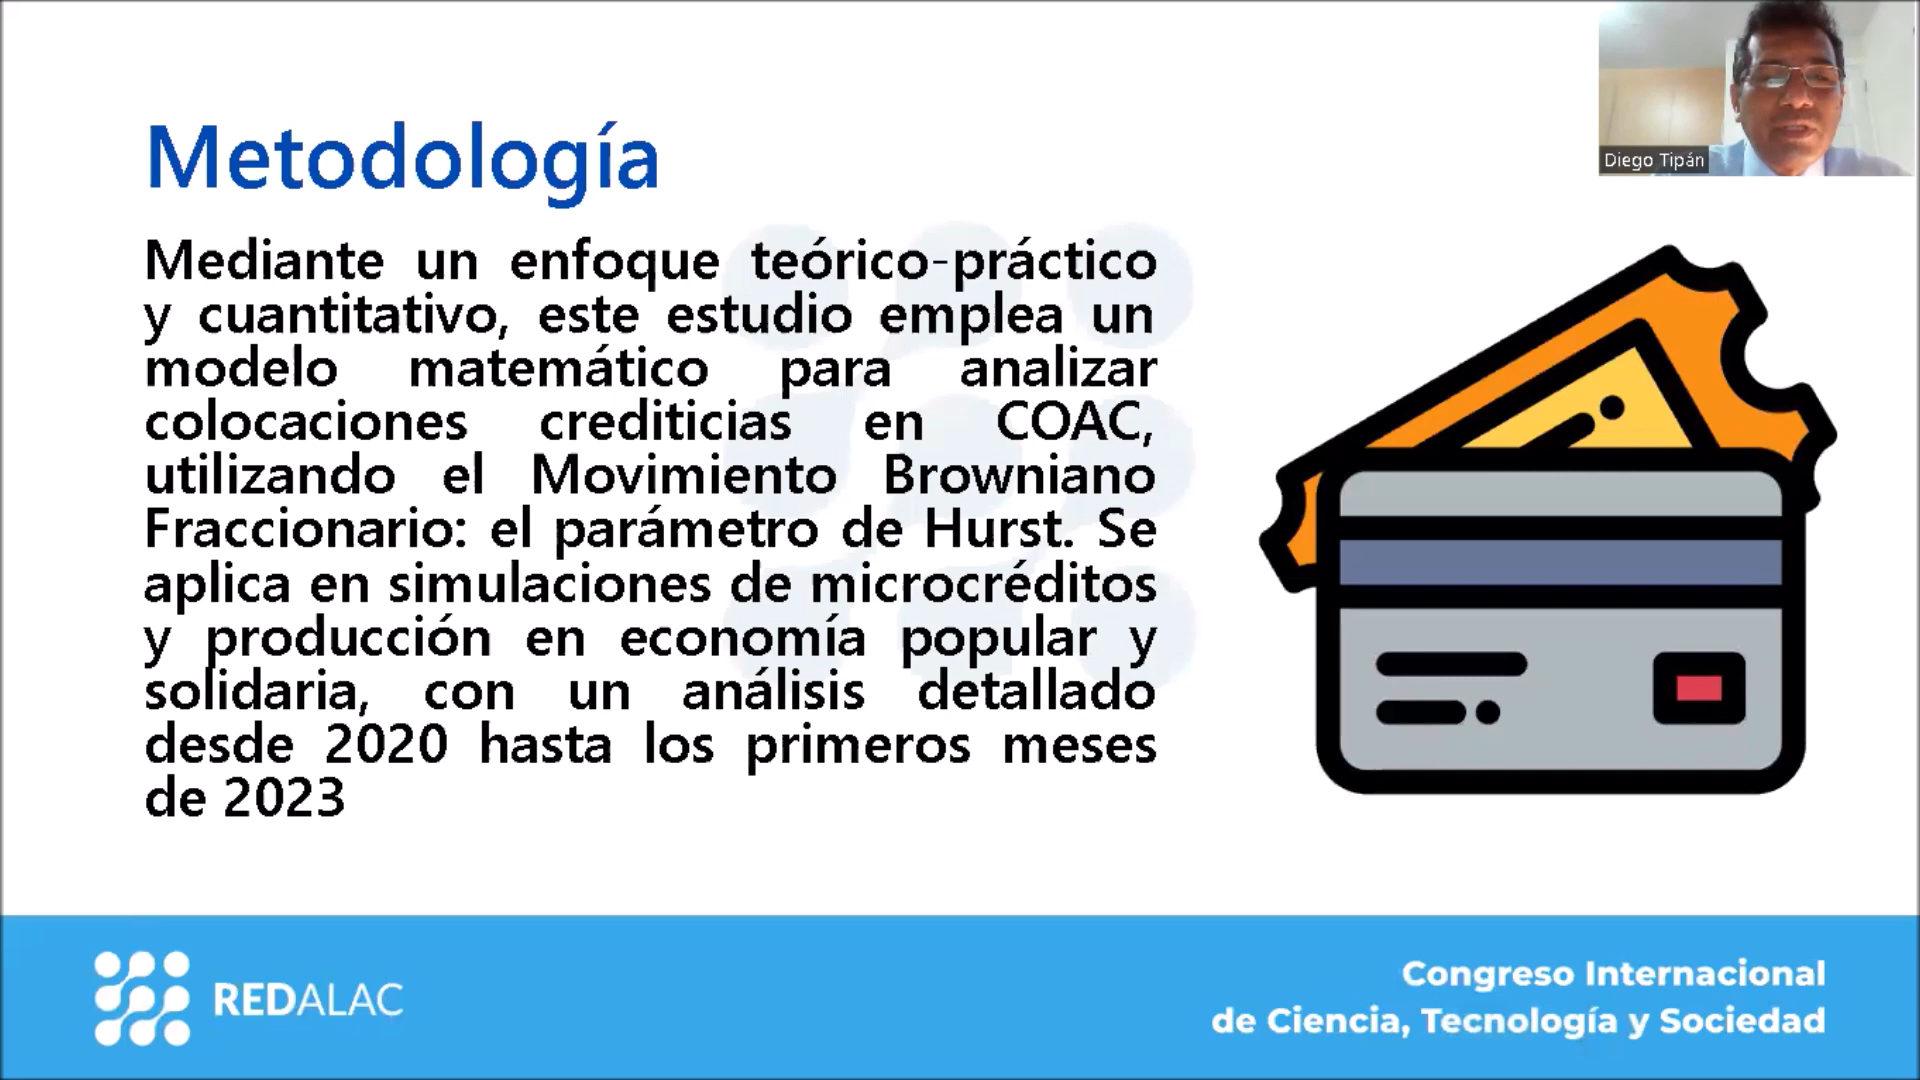 Diego Tipán
Metodología
Mediante un enfoque teórico-práctico
y cuantitativo, este estudio emplea un
modelo matemático para analizar
colocaciones crediticias en COAC,
utilizando el Movimiento Browniano
Fraccionario: el parámetro de Hurst. Se
aplica en simulaciones de microcréditos
y producción en economía popular y
solidaria, con un análisis detallado
desde 2020 hasta los primeros meses
de 2023
REDALAC
Congreso Internacional
de Ciencia, Tecnología y Sociedad